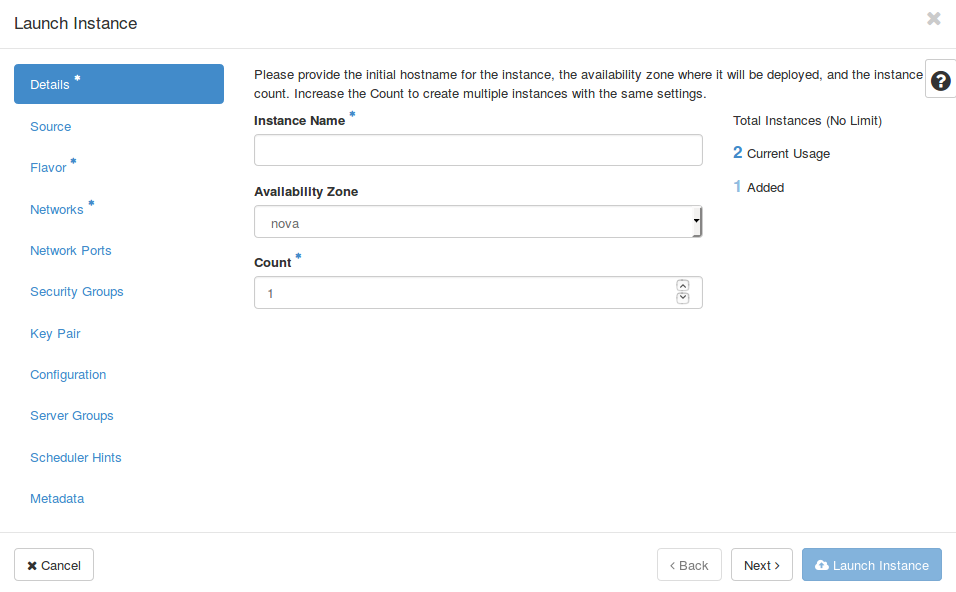 Launch Instance
Details *
Source
Flavor *
Networks *
Network Ports
Security Groups
Key Pair
Configuration
Server Groups
Scheduler Hints
Metadata
Please provide the initial hostname for the instance, the availability zone where it will be deployed, and the instance
count. Increase the Count to create multiple instances with the same settings.
Instance Name *
Availability Zone
nova
Count *
1
Total Instances (No Limit)
2 Current Usage
1 Added
?
✖ Cancel
‹ Back
Next ›
Launch Instance